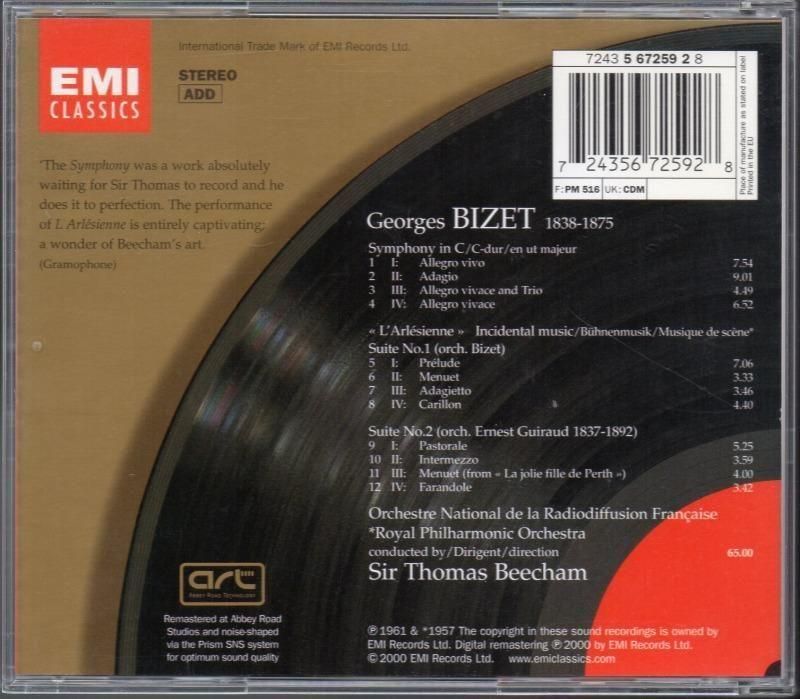 EMI
CLASSICS
International Trade Mark of EMI Records Ltd.
STEREO
ADD
7243 5 67259 2 8
7 24356 72592 8
F: PM 516 UK: CDM
Place of manufacture as stated on label
Printed in the EU
'The Symphony was a work absolutely
waiting for Sir Thomas to record and he
does it to perfection. The performance
of L Arlésienne is entirely captivating:
a wonder of Beecham's art.
(Gramophone)
Georges BIZET 1838-1875
Symphony in C/C-dur/en ut majeur
1 I: Allegro vivo 7.54
2 II: Adagio 9.01
3 III: Allegro vivace and Trio 4.49
4 IV: Allegro vivace 6.52
« L'Arlésienne » Incidental music/Bühnenmusik/Musique de scène*
Suite No.1 (orch. Bizet)
5 I: Prélude 7.06
6 II: Menuet 3.33
7 III: Adagietto 3.46
8 IV: Carillon 4.40
Suite No.2 (orch. Ernest Guiraud 1837-1892)
9 I: Pastorale 5.25
10 II: Intermezzo 3.59
11 III: Menuet (from « La jolie fille de Perth ») 4.00
12 IV: Farandole 3.42
Orchestre National de la Radiodiffusion Française
*Royal Philharmonic Orchestra
conducted by/Dirigent/direction 65.00
Sir Thomas Beecham
art
ABBEY ROAD TECHNOLOGY
Remastered at Abbey Road
Studios and noise-shaped
via the Prism SNS system
for optimum sound quality
℗ 1961 & *1957 The copyright in these sound recordings is owned by
EMI Records Ltd. Digital remastering ℗ 2000 by EMI Records Ltd.
© 2000 EMI Records Ltd. www.emiclassics.com